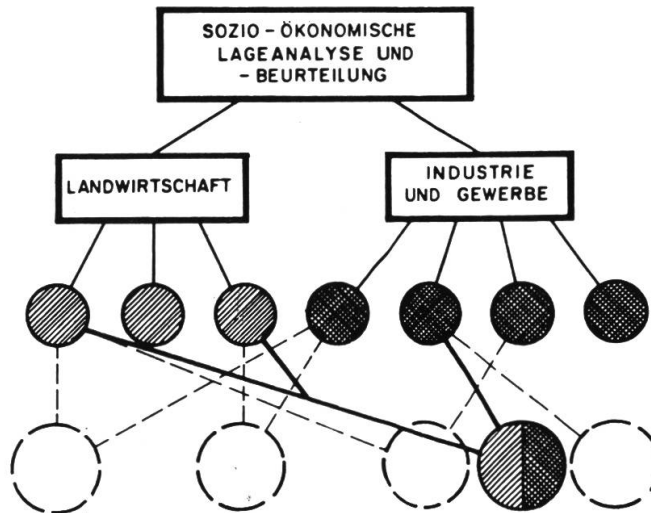 SOZIO-ÖKONOMISCHE
LAGEANALYSE UND
-BEURTEILUNG
LANDWIRTSCHAFT
INDUSTRIE
UND GEWERBE